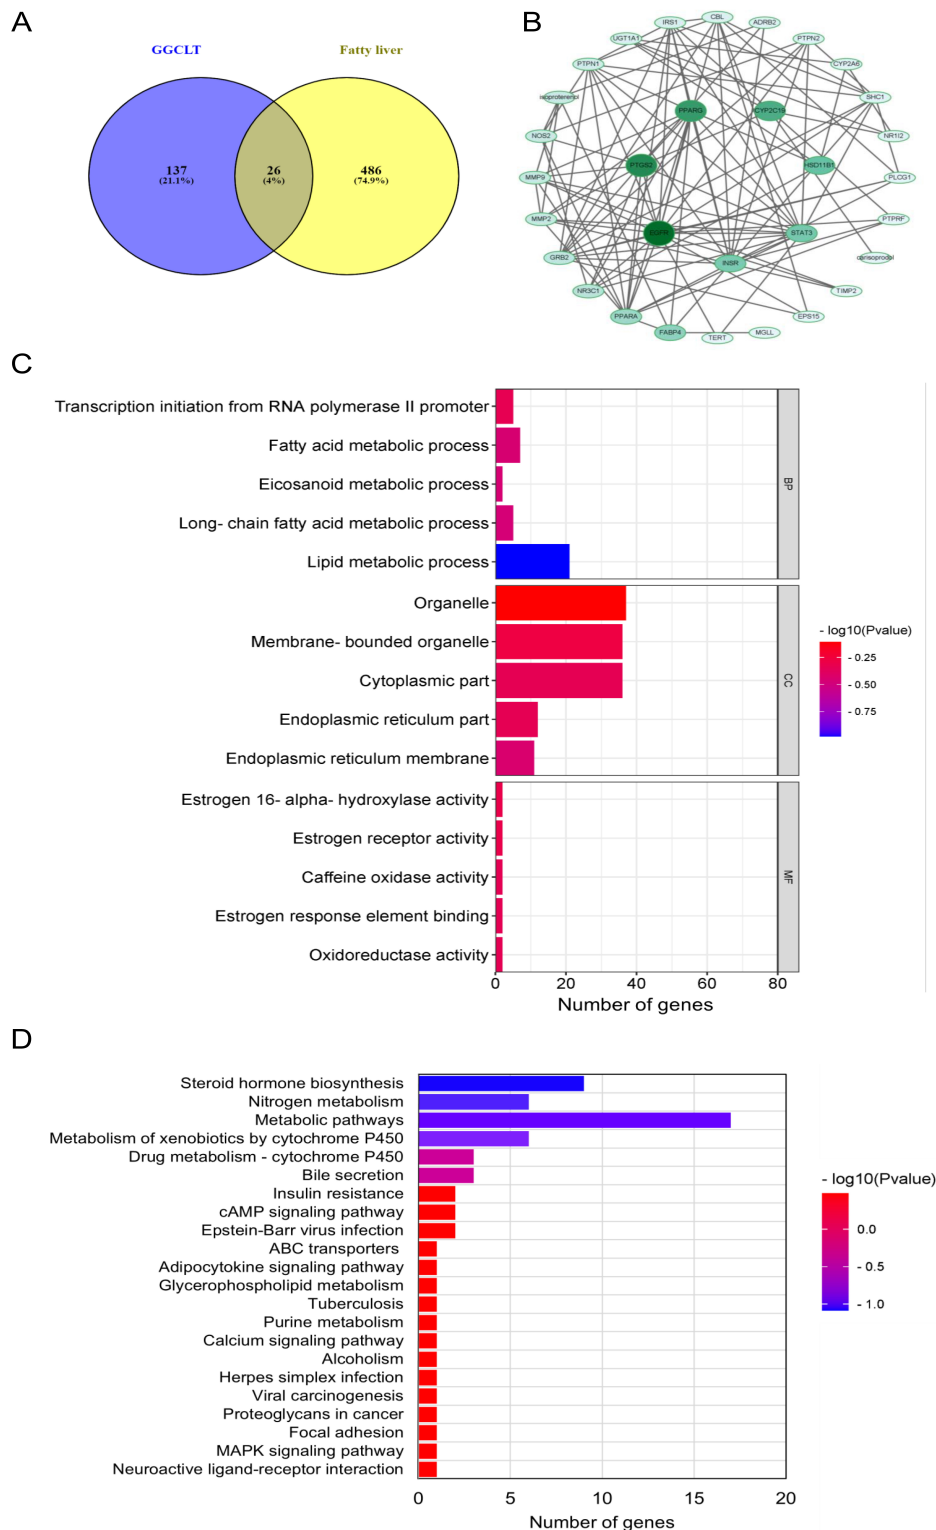 A
GGCLT
Fatty liver
137
(21.1%)
26
(4%)
486
(74.9%)
B
CBL
IRS1
ADRB2
UGT1A1
PTPN2
PTPN1
CYP2A6
isoproterenol
SHC1
PPARG
CYP2C19
NOS2
NR1I2
PTGS2
HSD11B1
MMP9
PLCG1
MMP2
PTPRF
EGFR
STAT3
GRB2
carisoprodol
INSR
NR3C1
TIMP2
PPARA
EPS15
FABP4
TERT
MGLL
C
Transcription initiation from RNA polymerase II promoter
Fatty acid metabolic process
Eicosanoid metabolic process
Long- chain fatty acid metabolic process
Lipid metabolic process
BP
Organelle
Membrane- bounded organelle
Cytoplasmic part
Endoplasmic reticulum part
Endoplasmic reticulum membrane
CC
Estrogen 16- alpha- hydroxylase activity
Estrogen receptor activity
Caffeine oxidase activity
Estrogen response element binding
Oxidoreductase activity
MF
0 20 40 60 80
Number of genes
- log10(Pvalue)
- 0.25
- 0.75
D
Steroid hormone biosynthesis
Nitrogen metabolism
Metabolic pathways
Metabolism of xenobiotics by cytochrome P450
Drug metabolism - cytochrome P450
Bile secretion
Insulin resistance
cAMP signaling pathway
Epstein-Barr virus infection
ABC transporters
Adipocytokine signaling pathway
Glycerophospholipid metabolism
Tuberculosis
Purine metabolism
Calcium signaling pathway
Alcoholism
Herpes simplex infection
Viral carcinogenesis
Proteoglycans in cancer
Focal adhesion
MAPK signaling pathway
Neuroactive ligand-receptor interaction
0 5 10 15 20
Number of genes
- log10(Pvalue)
0.0
- 0.5
- 1.0